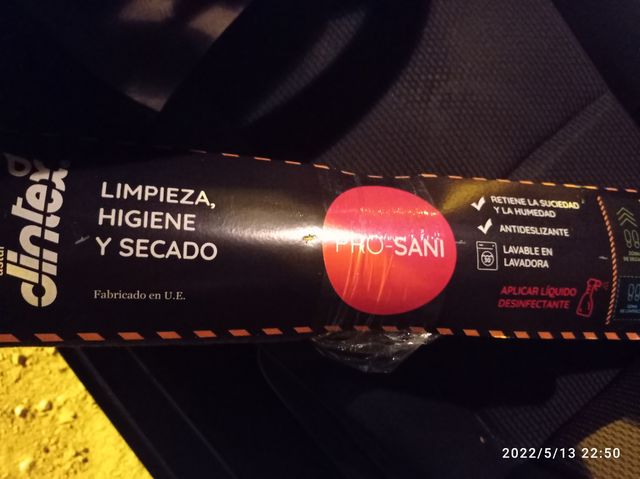 dintex
LIMPIEZA,
HIGIENE
Y SECADO
Fabricado en U.E.
PRO-SANI
RETIENE LA SUCIEDAD
Y LA HUMEDAD
ANTIDESLIZANTE
LAVABLE EN
LAVADORA
30°
APLICAR LÍQUIDO
DESINFECTANTE
2022/5/13 22:50